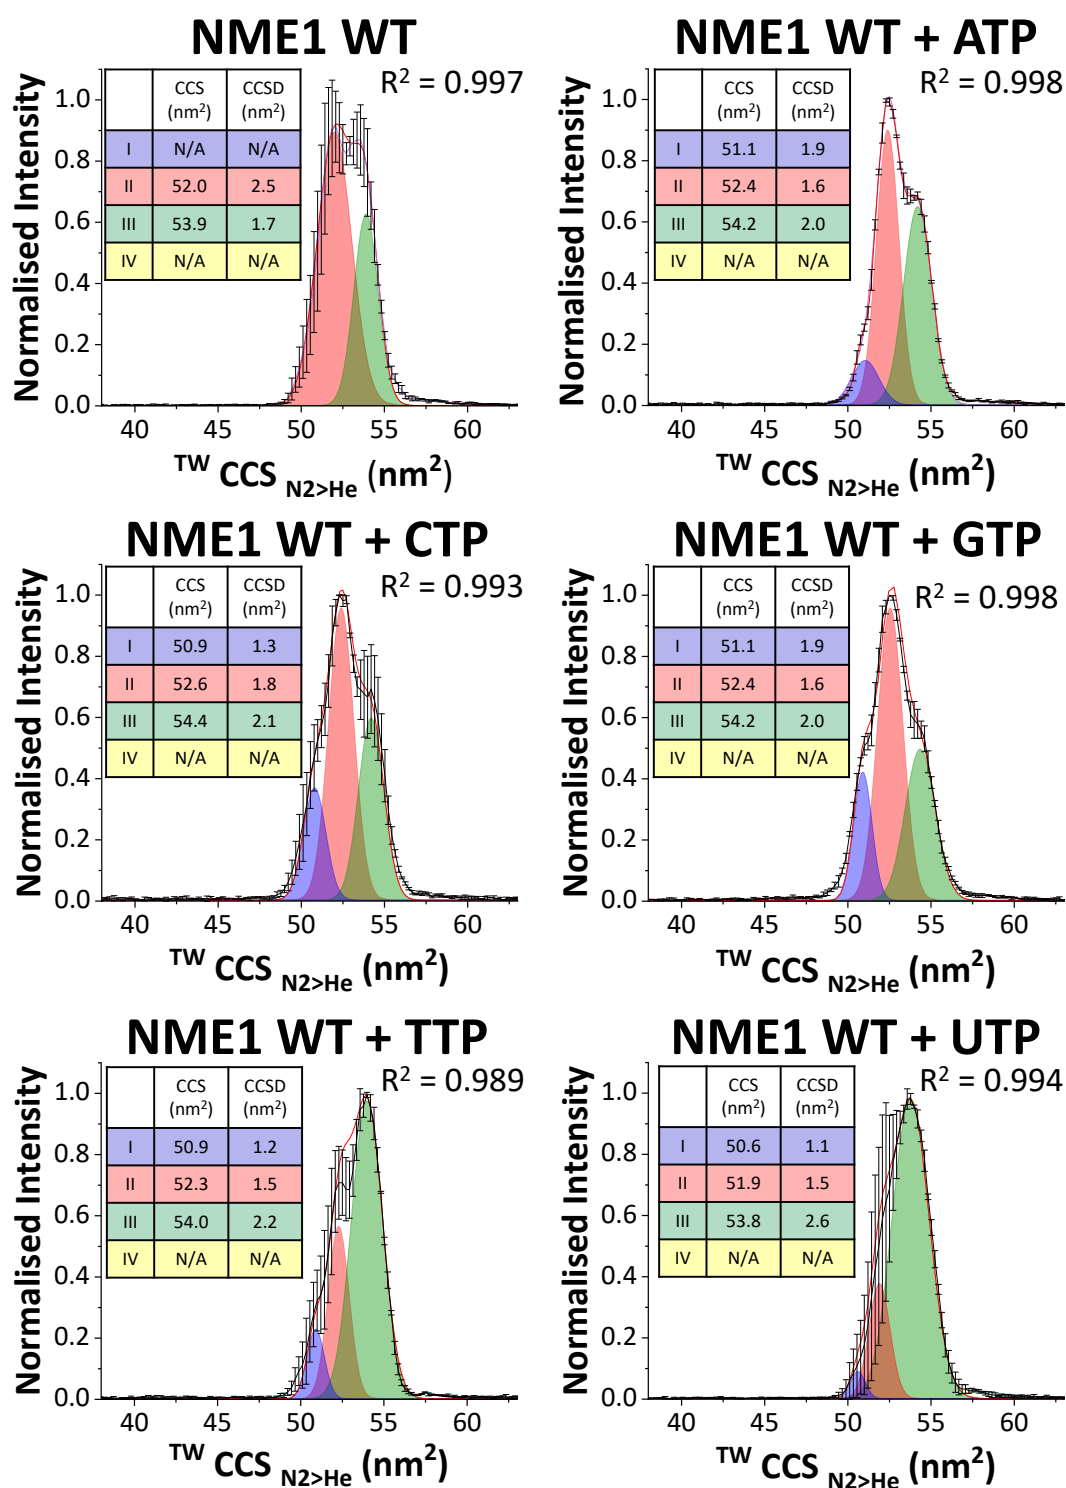 NME1 WT
R² = 0.997
CCS (nm²) CCSD (nm²)
I N/A N/A
II 52.0 2.5
III 53.9 1.7
IV N/A N/A
Normalised Intensity
1.0
0.8
0.6
0.4
0.2
0.0
40 45 50 55 60
TW CCS N2>He (nm²)
NME1 WT + ATP
R² = 0.998
CCS (nm²) CCSD (nm²)
I 51.1 1.9
II 52.4 1.6
III 54.2 2.0
IV N/A N/A
Normalised Intensity
1.0
0.8
0.6
0.4
0.2
0.0
40 45 50 55 60
TW CCS N2>He (nm²)
NME1 WT + CTP
R² = 0.993
CCS (nm²) CCSD (nm²)
I 50.9 1.3
II 52.6 1.8
III 54.4 2.1
IV N/A N/A
Normalised Intensity
1.0
0.8
0.6
0.4
0.2
0.0
40 45 50 55 60
TW CCS N2>He (nm²)
NME1 WT + GTP
R² = 0.998
CCS (nm²) CCSD (nm²)
I 51.1 1.9
II 52.4 1.6
III 54.2 2.0
IV N/A N/A
Normalised Intensity
1.0
0.8
0.6
0.4
0.2
0.0
40 45 50 55 60
TW CCS N2>He (nm²)
NME1 WT + TTP
R² = 0.989
CCS (nm²) CCSD (nm²)
I 50.9 1.2
II 52.3 1.5
III 54.0 2.2
IV N/A N/A
Normalised Intensity
1.0
0.8
0.6
0.4
0.2
0.0
40 45 50 55 60
TW CCS N2>He (nm²)
NME1 WT + UTP
R² = 0.994
CCS (nm²) CCSD (nm²)
I 50.6 1.1
II 51.9 1.5
III 53.8 2.6
IV N/A N/A
Normalised Intensity
1.0
0.8
0.6
0.4
0.2
0.0
40 45 50 55 60
TW CCS N2>He (nm²)